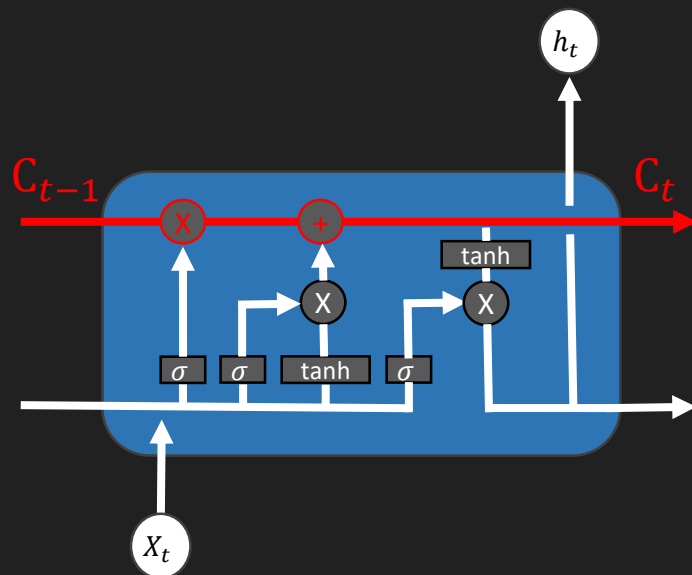 h_t
C_{t-1}
C_t
X
+
tanh
X
X
σ
σ
tanh
σ
X_t